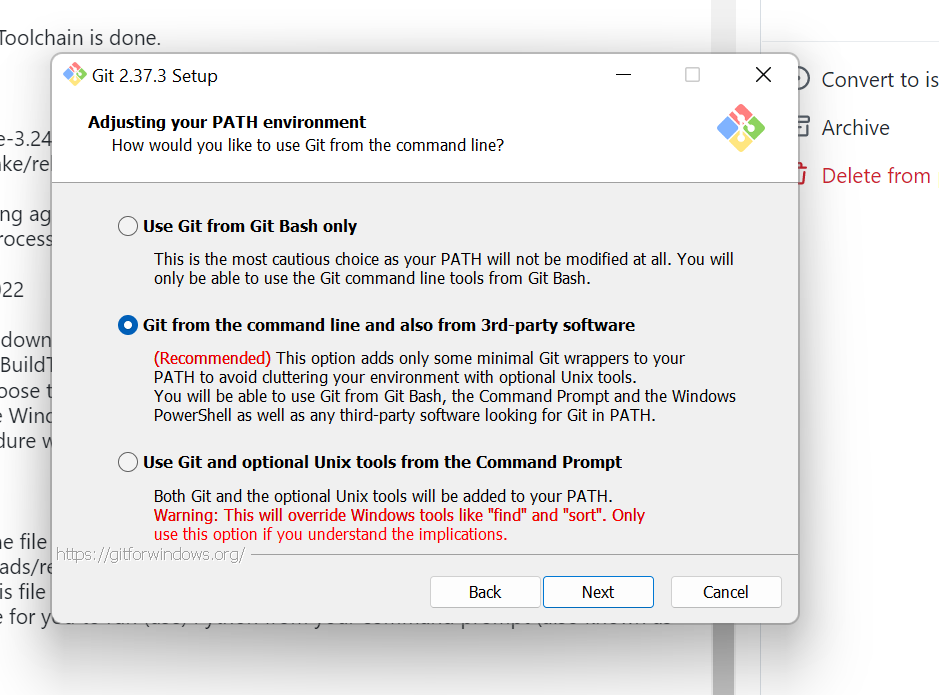 Toolchain is done.
Git 2.37.3 Setup
Convert to is
Adjusting your PATH environment
How would you like to use Git from the command line?
Archive
e-3.24
ke/rel
Delete from
ng ag
rocess
Use Git from Git Bash only
This is the most cautious choice as your PATH will not be modified at all. You will
only be able to use the Git command line tools from Git Bash.
022
Git from the command line and also from 3rd-party software
down
(Recommended) This option adds only some minimal Git wrappers to your
BuildT
PATH to avoid cluttering your environment with optional Unix tools.
oose t
You will be able to use Git from Git Bash, the Command Prompt and the Windows
e Wind
PowerShell as well as any third-party software looking for Git in PATH.
dure w
Use Git and optional Unix tools from the Command Prompt
Both Git and the optional Unix tools will be added to your PATH.
Warning: This will override Windows tools like "find" and "sort". Only
use this option if you understand the implications.
ne file
https://gitforwindows.org/
ads/re
is file
Back
Next
Cancel
e for you to run (use) Python from your command prompt (also known as